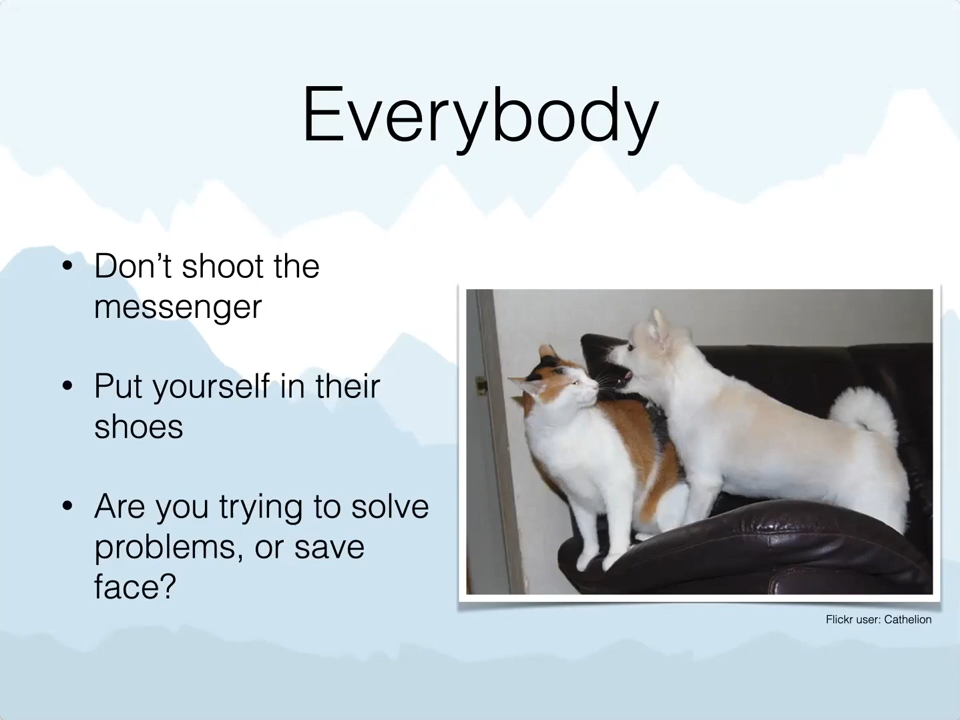 Everybody
• Don’t shoot the
messenger
• Put yourself in their
shoes
• Are you trying to solve
problems, or save
face?
Flickr user: Cathelion